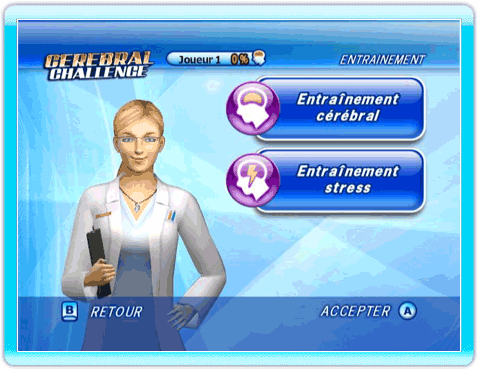 CEREBRAL
CHALLENGE
Joueur 1 0%
ENTRAINEMENT
Entraînement
cérébral
Entraînement
stress
B RETOUR
ACCEPTER A